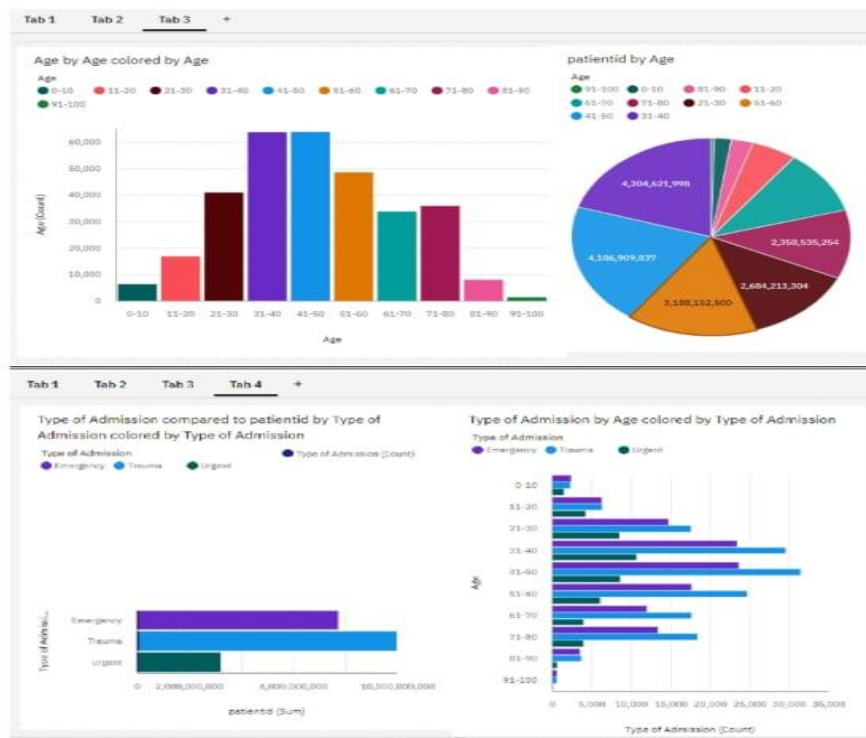 Tab 1 Tab 2 Tab 3 +
Age by Age colored by Age
Age
0-10 11-20 21-30 31-40 41-50 51-60 61-70 71-80 81-90
91-100
60,000
50,000
40,000
30,000
20,000
10,000
0
Age (Count)
0-10 11-20 21-30 31-40 41-50 51-60 61-70 71-80 81-90 91-100
Age
patientid by Age
Age
91-100 0-10 81-90 11-20
61-70 71-80 21-30 51-60
41-50 31-40
4,204,621,998
2,350,535,254
4,186,909,837
2,684,213,304
3,188,152,500
Tab 1 Tab 2 Tab 3 Tab 4 +
Type of Admission compared to patientid by Type of
Admission colored by Type of Admission
Type of Admission Type of Admission (Count)
Emergency Trauma Urgent
Type of Admissi...
Emergency
Trauma
Urgent
0 2,000,000,000 6,000,000,000 10,000,000,000
patientid (Sum)
Type of Admission by Age colored by Type of Admission
Type of Admission
Emergency Trauma Urgent
0-10
11-20
21-30
31-40
41-50
51-60
61-70
71-80
81-90
91-100
Age
0 5,000 10,000 15,000 20,000 25,000 30,000 35,000
Type of Admission (Count)